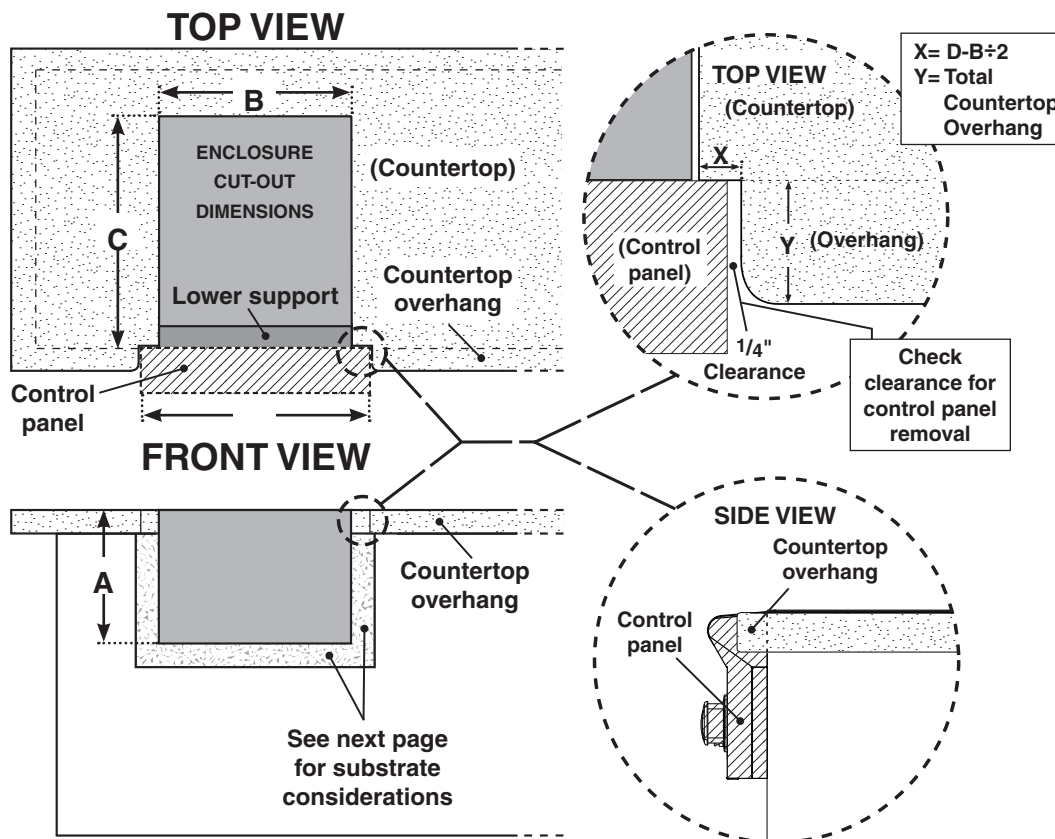 TOP VIEW
B
ENCLOSURE
CUT-OUT
DIMENSIONS
(Countertop)
C
Lower support
Countertop
overhang
Control
panel
TOP VIEW
(Countertop)
X
(Control
panel)
Y
(Overhang)
1/4"
Clearance
X= D-B÷2
Y= Total
Countertop
Overhang
Check
clearance for
control panel
removal
FRONT VIEW
A
Countertop
overhang
See next page
for substrate
considerations
SIDE VIEW
Countertop
overhang
Control
panel